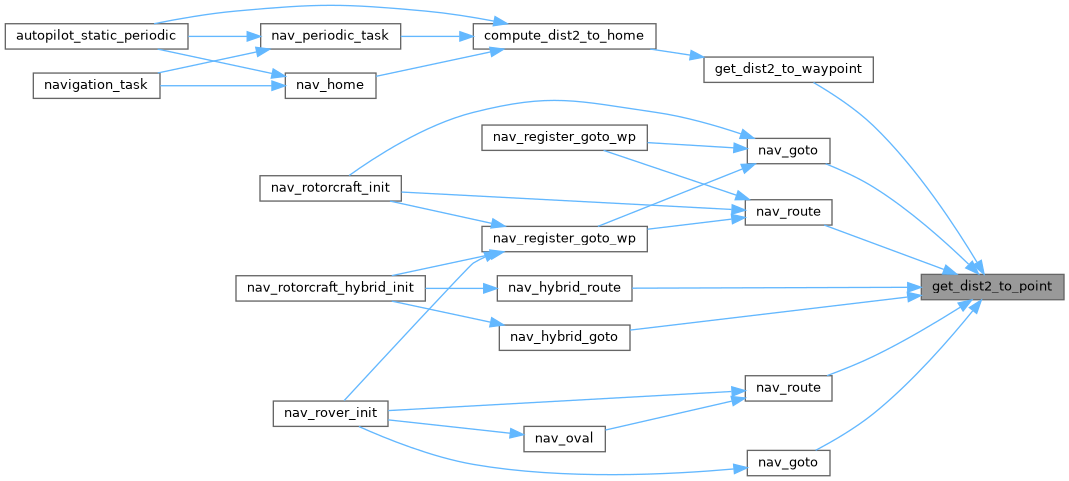 autopilot_static_periodic
nav_periodic_task
compute_dist2_to_home
navigation_task
nav_home
get_dist2_to_waypoint
nav_register_goto_wp
nav_goto
nav_rotorcraft_init
nav_route
nav_register_goto_wp
nav_rotorcraft_hybrid_init
nav_hybrid_route
get_dist2_to_point
nav_hybrid_goto
nav_route
nav_rover_init
nav_oval
nav_goto